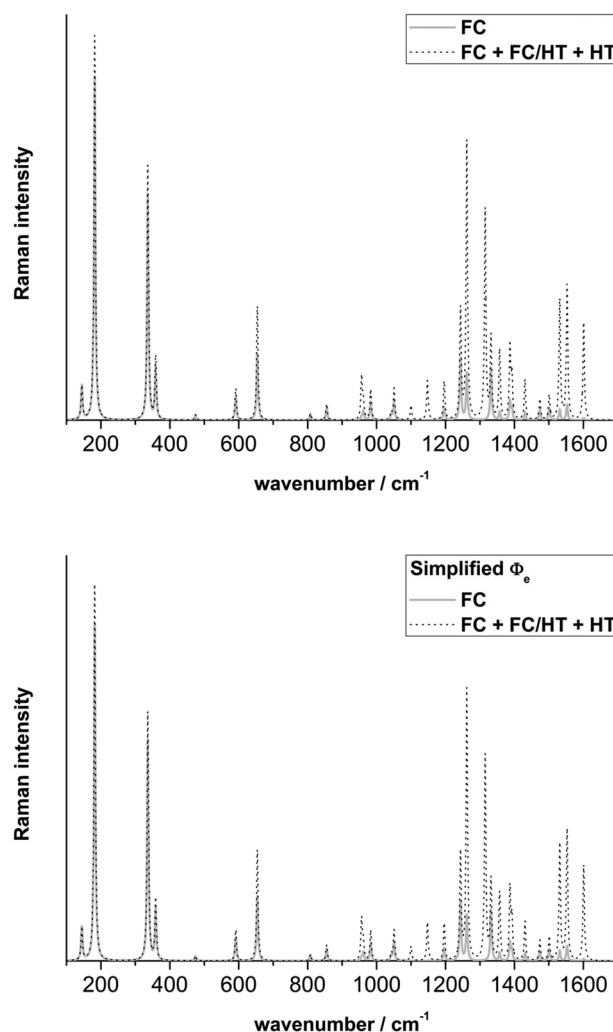 FC
FC + FC/HT + HT
Raman intensity
200 400 600 800 1000 1200 1400 1600
wavenumber / cm⁻¹
Simplified Φₑ
FC
FC + FC/HT + HT
Raman intensity
200 400 600 800 1000 1200 1400 1600
wavenumber / cm⁻¹